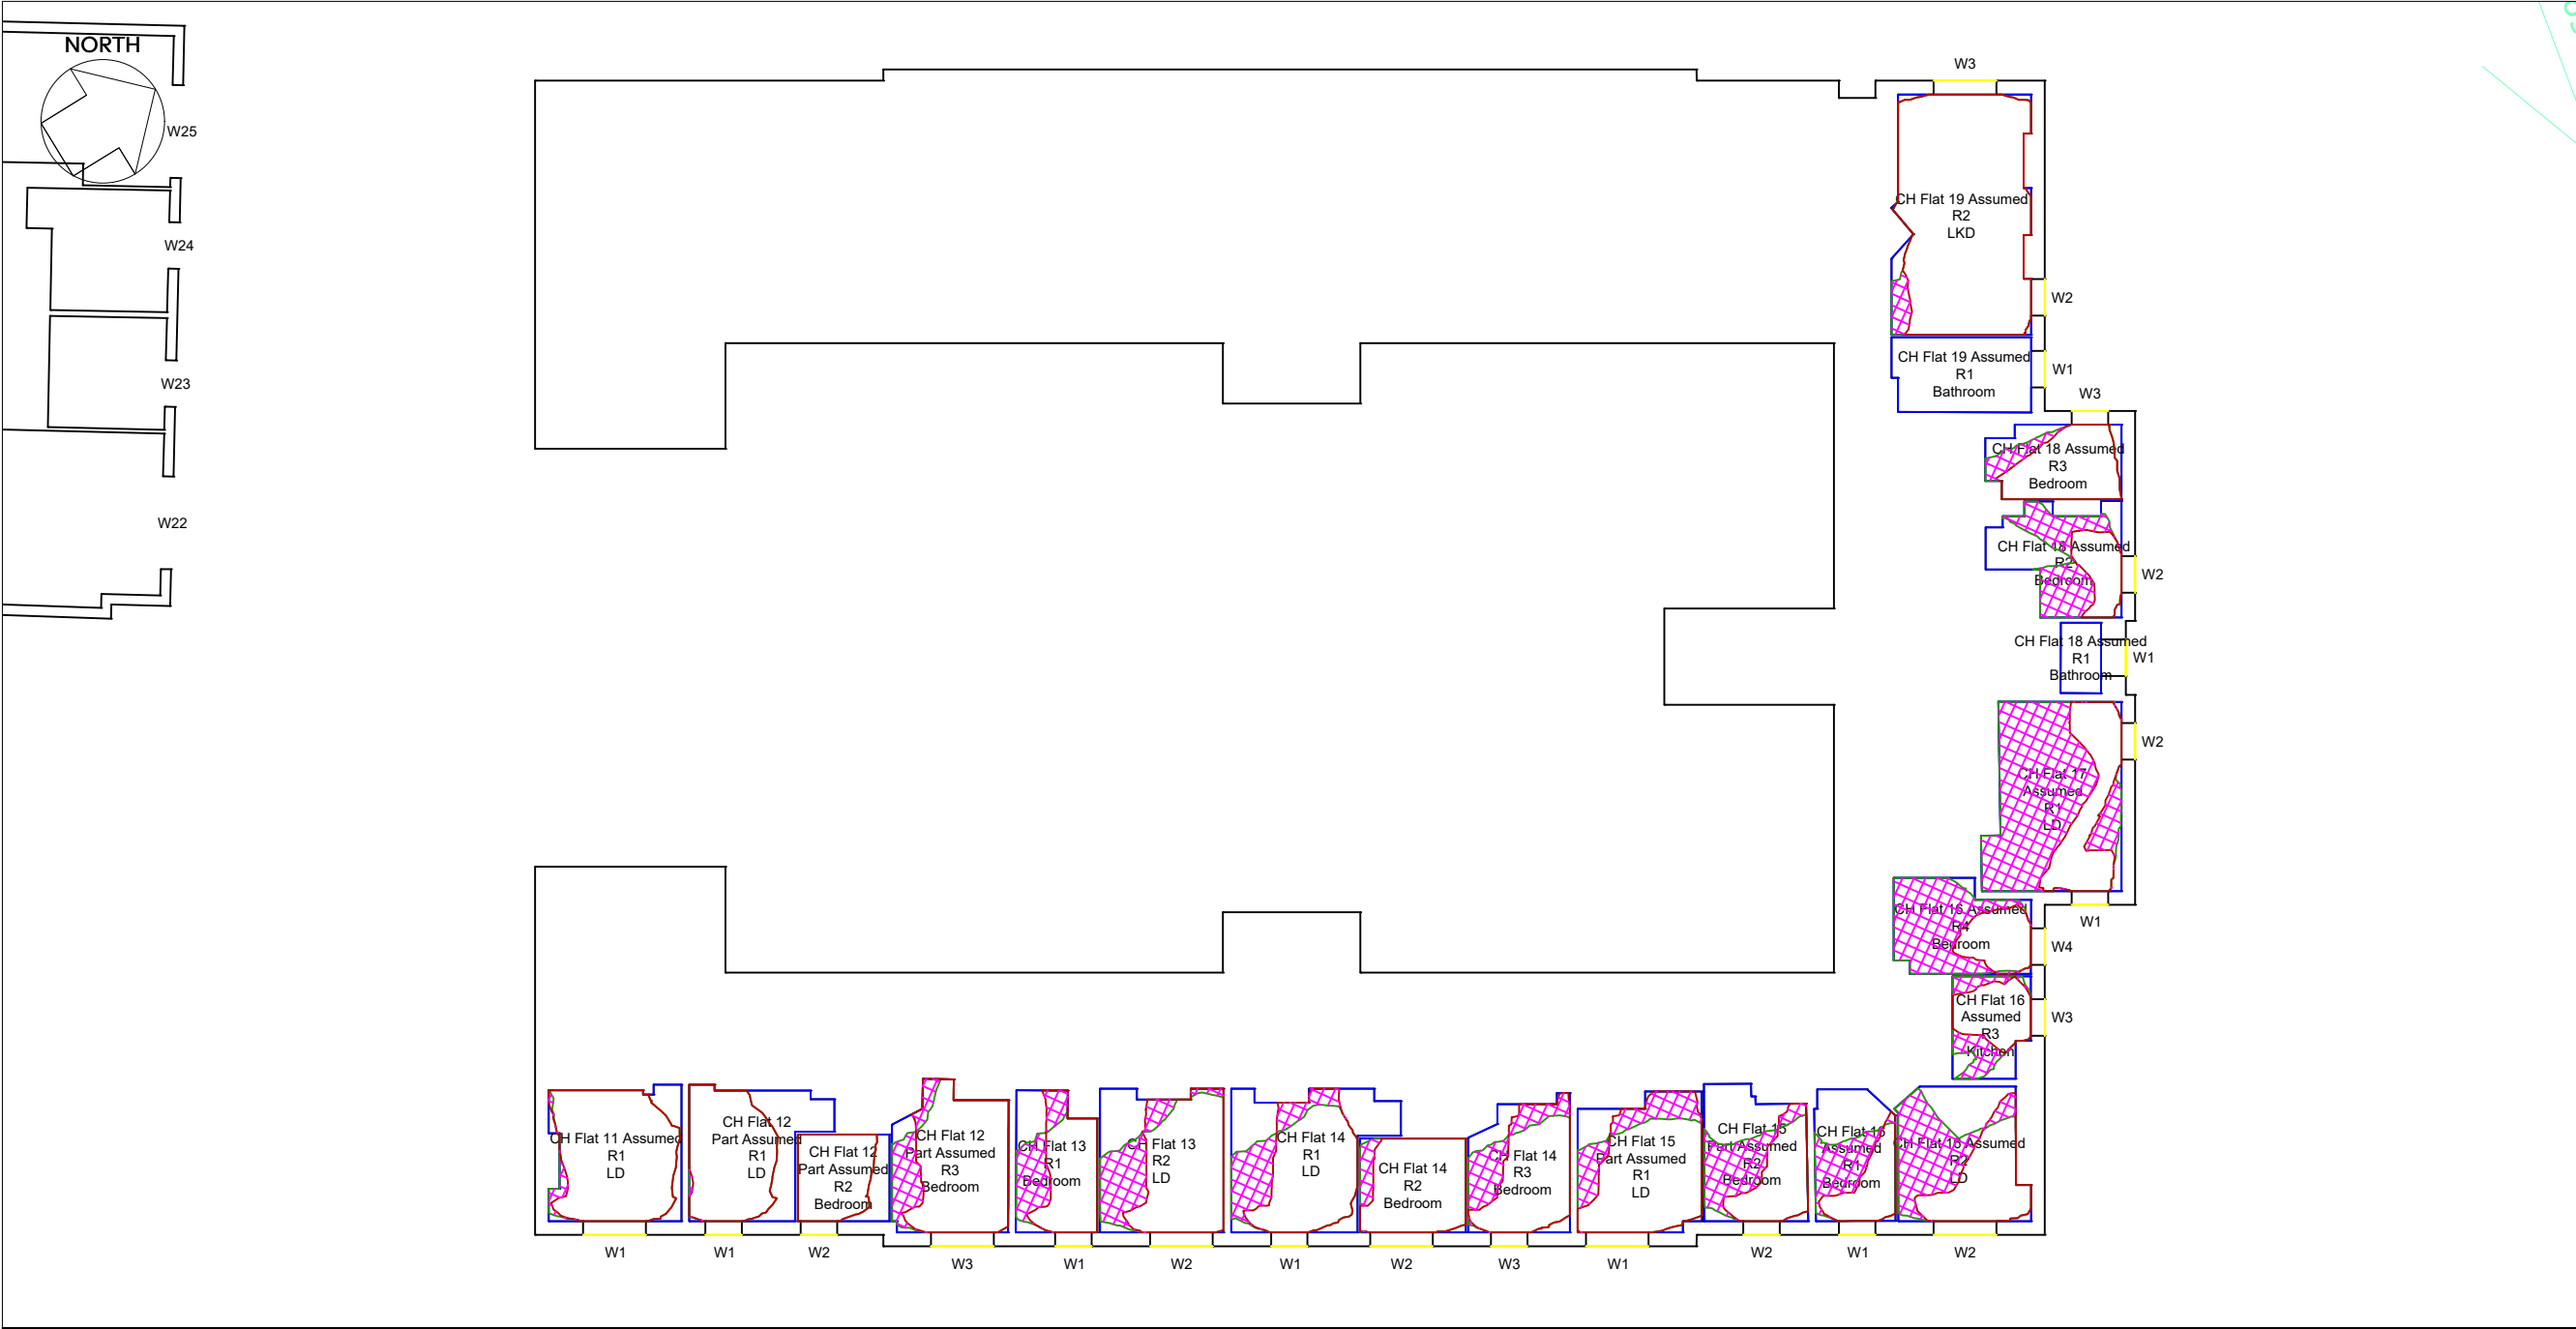 NORTH
W25
W24
W23
W22
W3
CH Flat 19 Assumed
R2
LKD
W2
CH Flat 19 Assumed
R1
Bathroom
W1
W3
CH Flat 18 Assumed
R3
Bedroom
CH Flat 18 Assumed
R2
Bedroom
W2
CH Flat 18 Assumed
R1
Bathroom
W1
W2
CH Flat 17
Assumed
R1
LD
W1
CH Flat 16 Assumed
R4
Bedroom
W4
CH Flat 16
Assumed
R3
Kitchen
W3
CH Flat 11 Assumed
R1
LD
CH Flat 12
Part Assumed
R1
LD
CH Flat 12
Part Assumed
R2
Bedroom
CH Flat 12
Part Assumed
R3
Bedroom
CH Flat 13
R1
Bedroom
CH Flat 13
R2
LD
CH Flat 14
R1
LD
CH Flat 14
R2
Bedroom
CH Flat 14
R3
Bedroom
CH Flat 15
Part Assumed
R1
LD
CH Flat 15
Part Assumed
R2
Bedroom
CH Flat 16
Assumed
R1
Bedroom
CH Flat 16 Assumed
R2
LD
W1
W1
W2
W3
W1
W2
W1
W2
W3
W1
W2
W1
W2